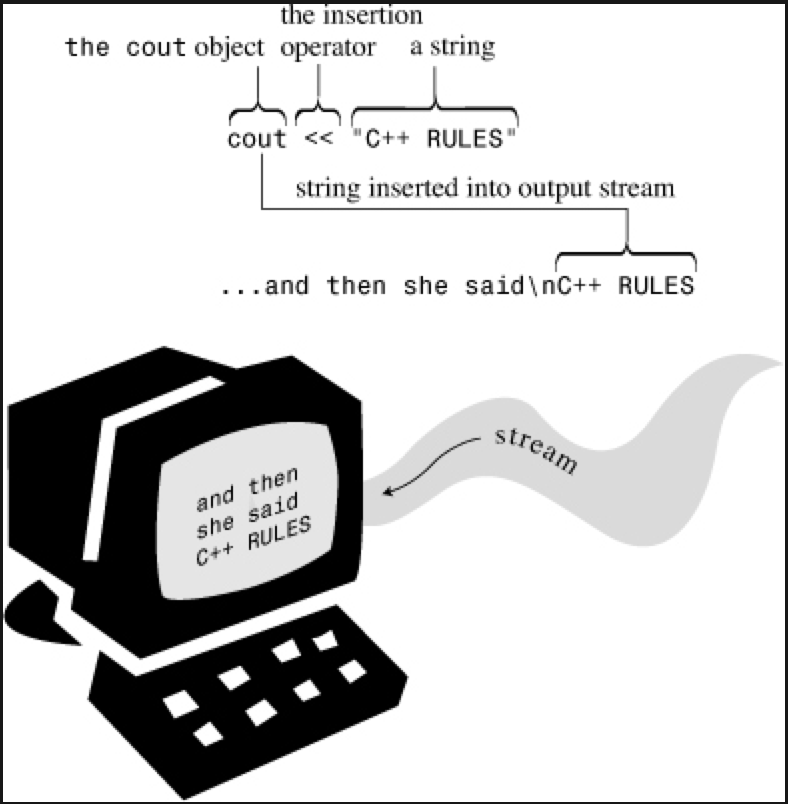 the insertion
the cout object operator a string
cout << "C++ RULES"
string inserted into output stream
...and then she said\nC++ RULES
stream
and then
she said
C++ RULES